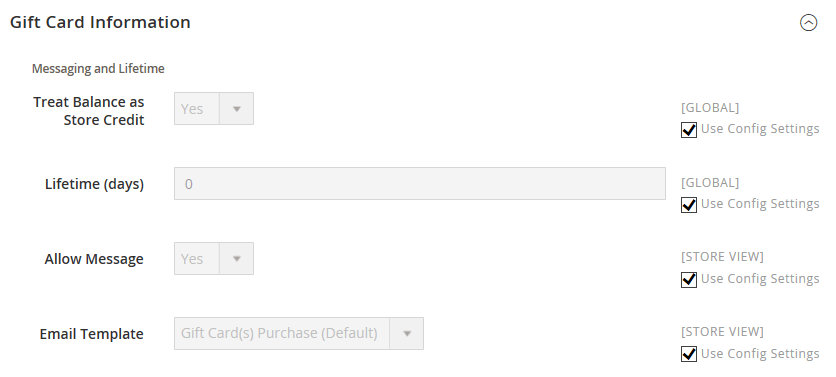 Gift Card Information
Messaging and Lifetime
Treat Balance as
Store Credit
Yes
[GLOBAL]
Use Config Settings
Lifetime (days)
0
[GLOBAL]
Use Config Settings
Allow Message
Yes
[STORE VIEW]
Use Config Settings
Email Template
Gift Card(s) Purchase (Default)
[STORE VIEW]
Use Config Settings